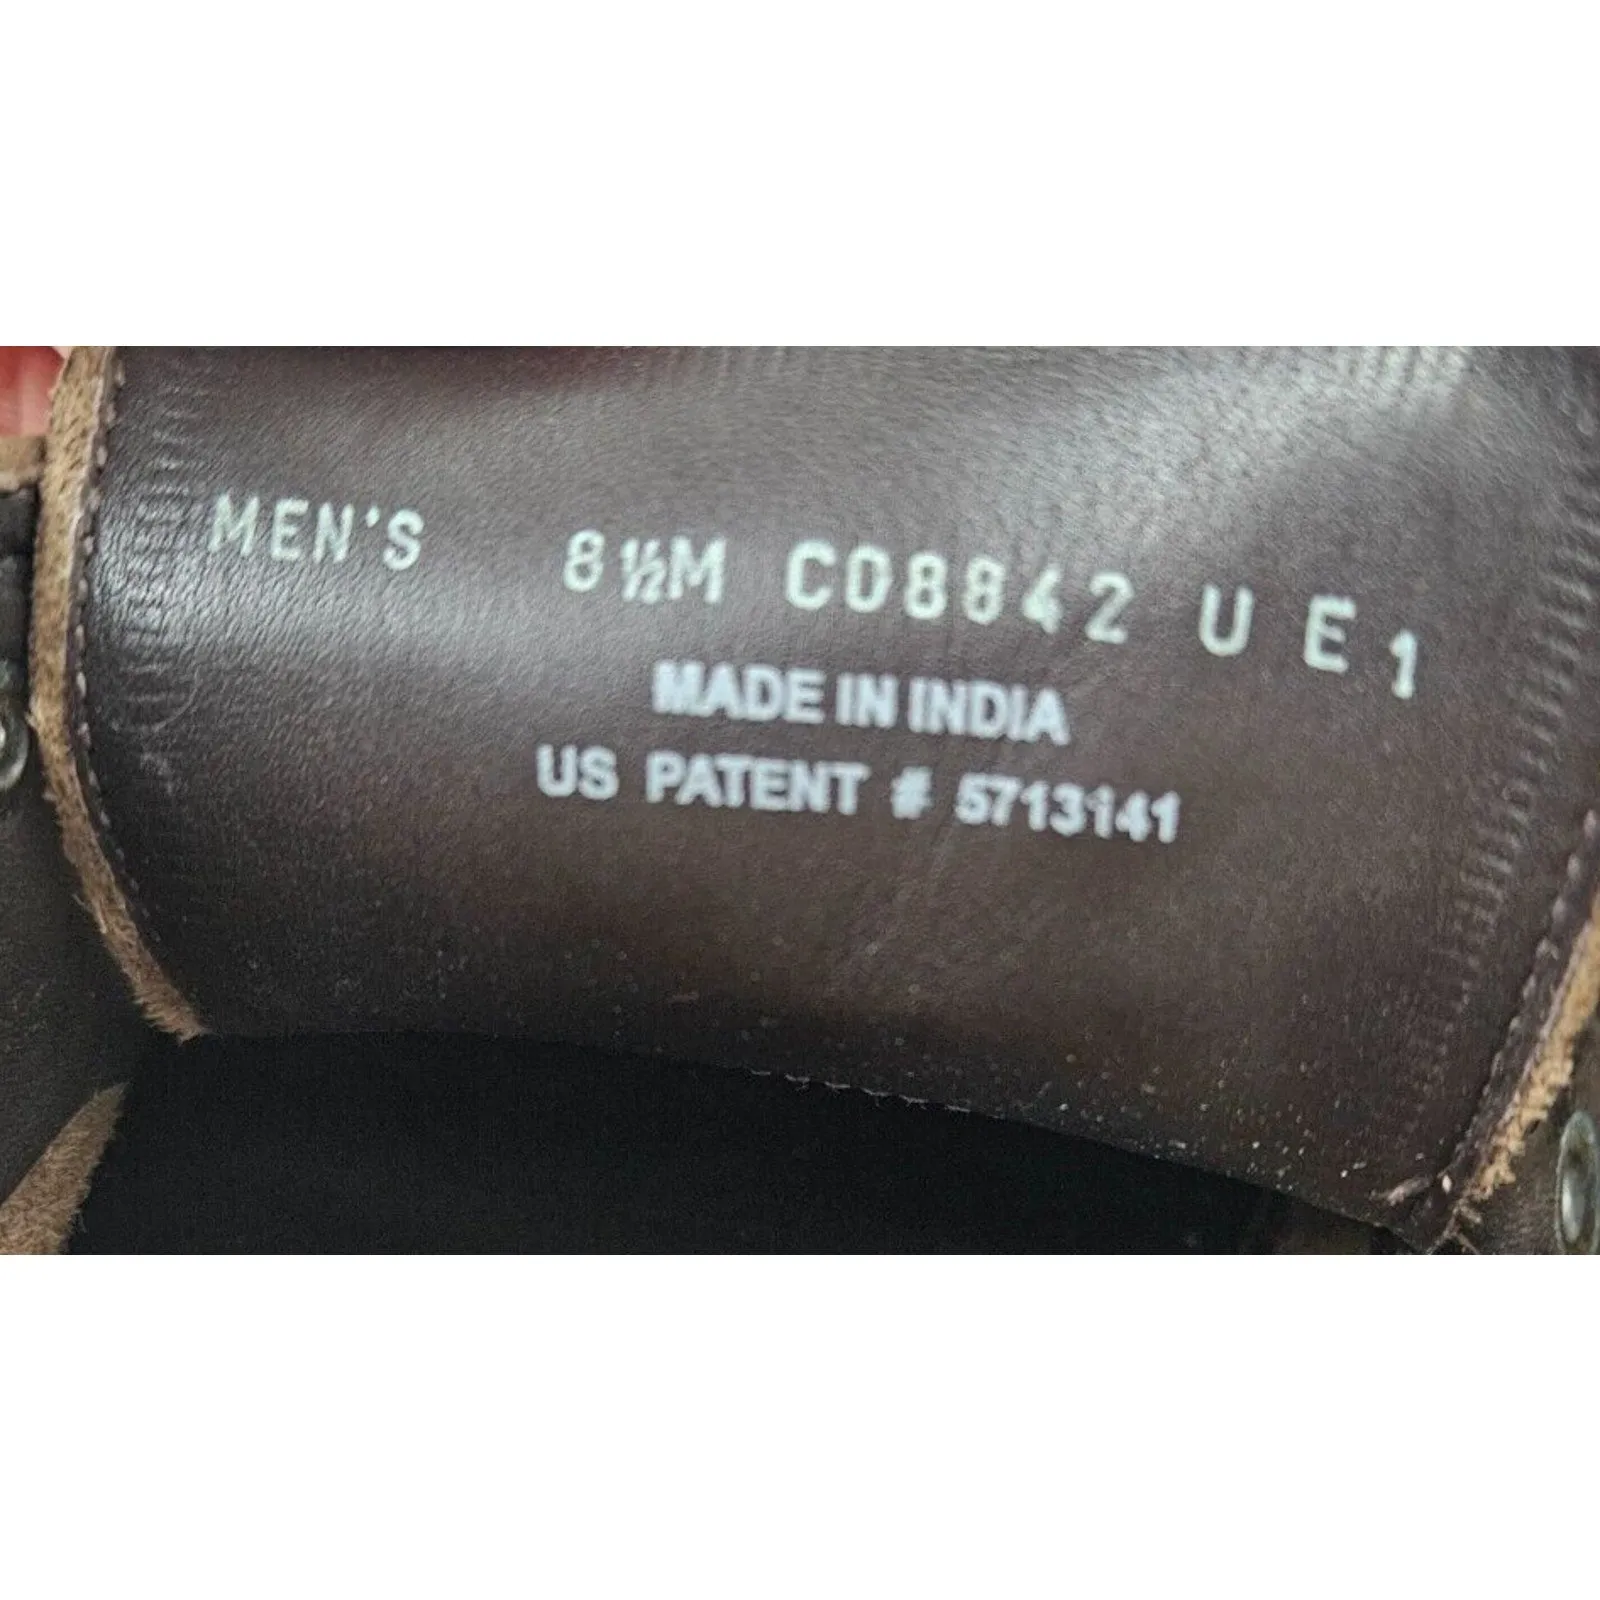 MEN'S 8½M C08842 U E 1
MADE IN INDIA
US PATENT # 5713141